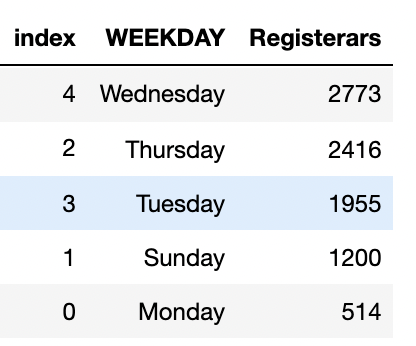 index WEEKDAY Registerars
4 Wednesday 2773
2 Thursday 2416
3 Tuesday 1955
1 Sunday 1200
0 Monday 514